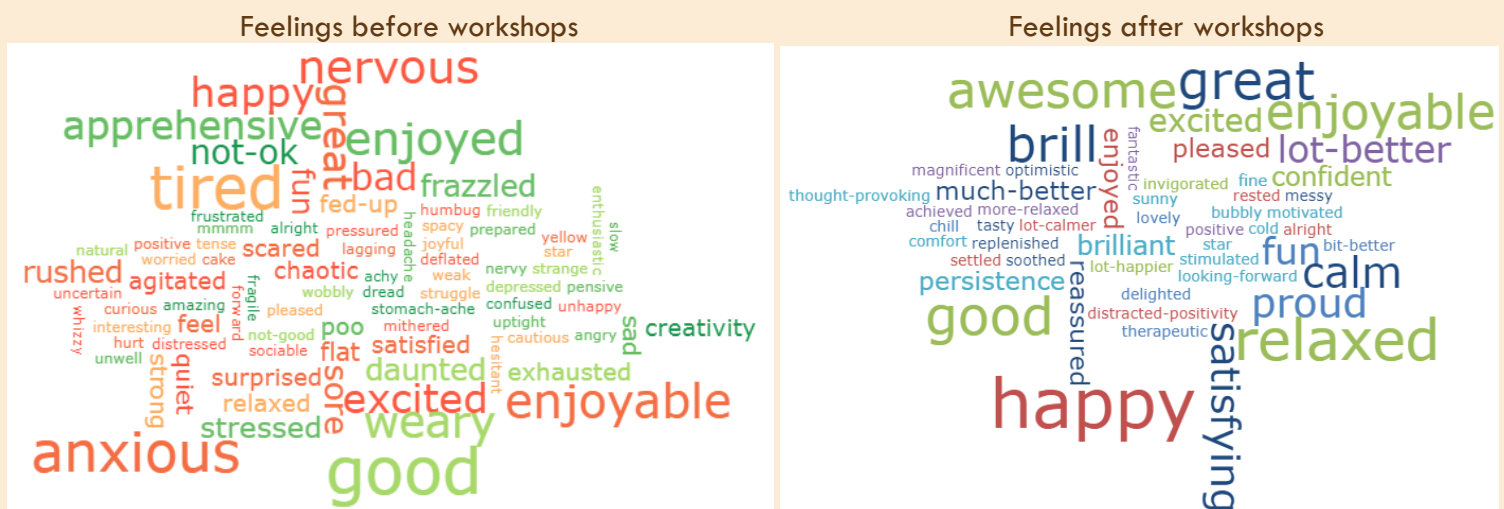 Feelings before workshops
nervous
happy
great
apprehensive
enjoyed
not-ok
tired
fun
bad
frazzled
fed-up
frustrated
mmmm
alright
pressured
headache
humbug
friendly
spacy
prepared
enthusiastic
slow
natural
positive
tense
scared
lagging
joyful
yellow
star
worried
cake
deflated
rushed
agitated
chaotic
achy
weak
nervy
strange
uncertain
fragile
wobbly
dread
struggle
depressed
pensive
whizzy
curious
amazing
forward
pleased
stomach-ache
confused
unhappy
interesting
feel
not-good
poo
mithered
uptight
hurt
distressed
sociable
flat
satisfied
hesitant
cautious
angry
sad
creativity
unwell
strong
quiet
surprised
sore
daunted
exhausted
relaxed
excited
enjoyable
stressed
weary
anxious
good
Feelings after workshops
awesome
great
enjoyable
excited
brill
enjoyed
fantastic
pleased
lot-better
magnificent
optimistic
thought-provoking
much-better
invigorated
fine
confident
sunny
rested
messy
achieved
more-relaxed
lovely
bubbly
motivated
chill
tasty
lot-calmer
positive
cold
alright
comfort
replenished
brilliant
star
fun
bit-better
settled
soothed
reassured
lot-happier
stimulated
looking-forward
calm
persistence
delighted
proud
good
distracted-positivity
therapeutic
satisfying
relaxed
happy